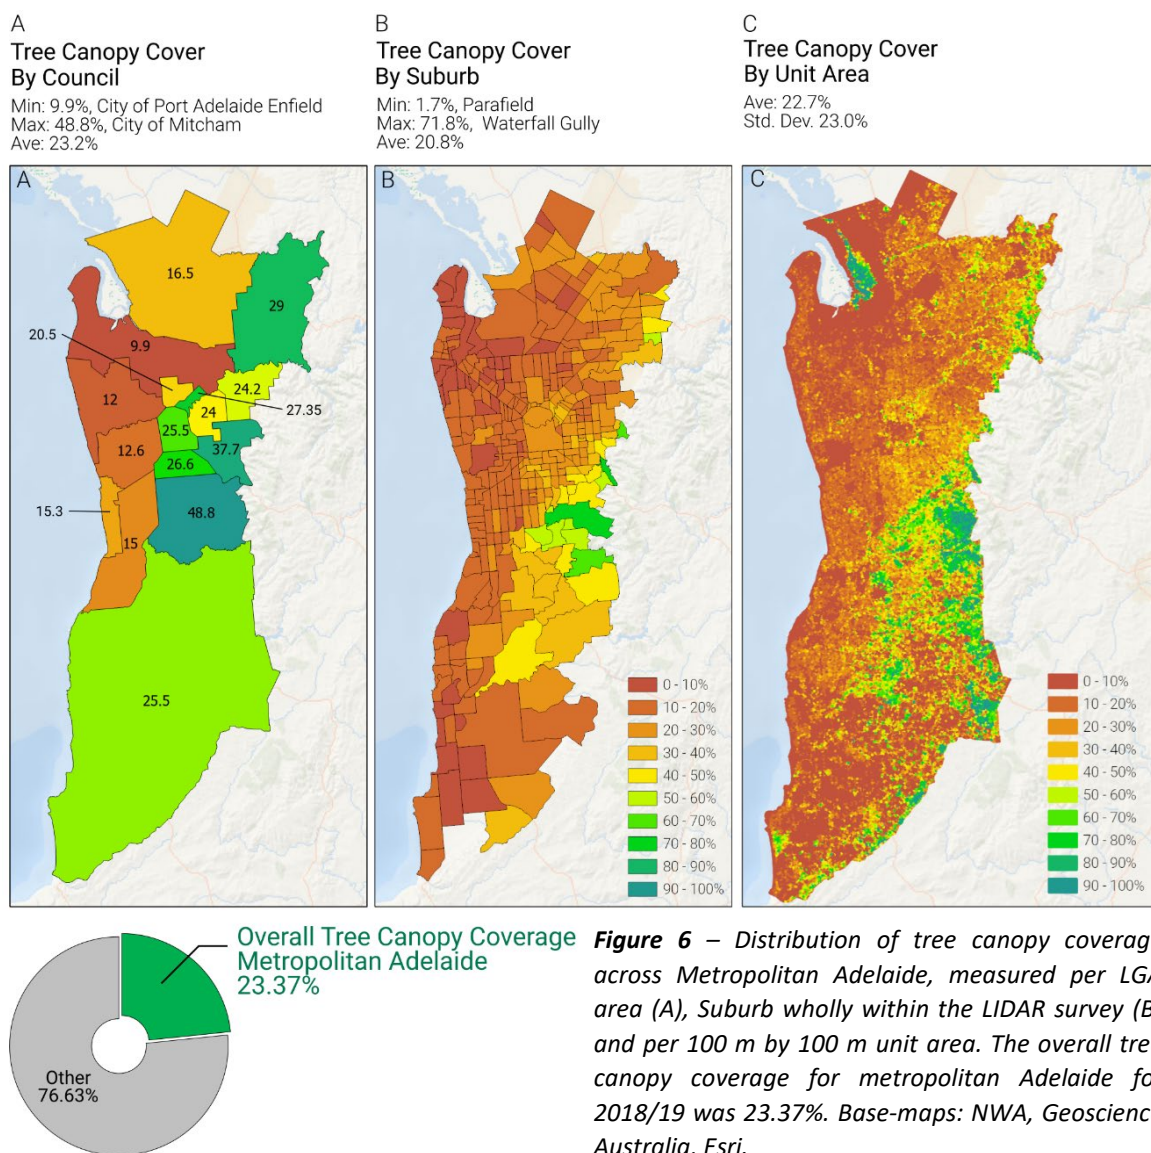 A
Tree Canopy Cover
By Council
Min: 9.9%, City of Port Adelaide Enfield
Max: 48.8%, City of Mitcham
Ave: 23.2%
B
Tree Canopy Cover
By Suburb
Min: 1.7%, Parafield
Max: 71.8%, Waterfall Gully
Ave: 20.8%
C
Tree Canopy Cover
By Unit Area
Ave: 22.7%
Std. Dev. 23.0%
A
16.5
29
20.5
9.9
24.2
12
27.35
24
25.5
12.6
37.7
26.6
15.3
48.8
15
25.5
B
0 - 10%
10 - 20%
20 - 30%
30 - 40%
40 - 50%
50 - 60%
60 - 70%
70 - 80%
80 - 90%
90 - 100%
C
0 - 10%
10 - 20%
20 - 30%
30 - 40%
40 - 50%
50 - 60%
60 - 70%
70 - 80%
80 - 90%
90 - 100%
Overall Tree Canopy Coverage
Metropolitan Adelaide
23.37%
Other
76.63%
Figure 6 – Distribution of tree canopy coverag
across Metropolitan Adelaide, measured per LGA
area (A), Suburb wholly within the LIDAR survey (B
and per 100 m by 100 m unit area. The overall tre
canopy coverage for metropolitan Adelaide fo
2018/19 was 23.37%. Base-maps: NWA, Geoscienc
Australia, Esri.